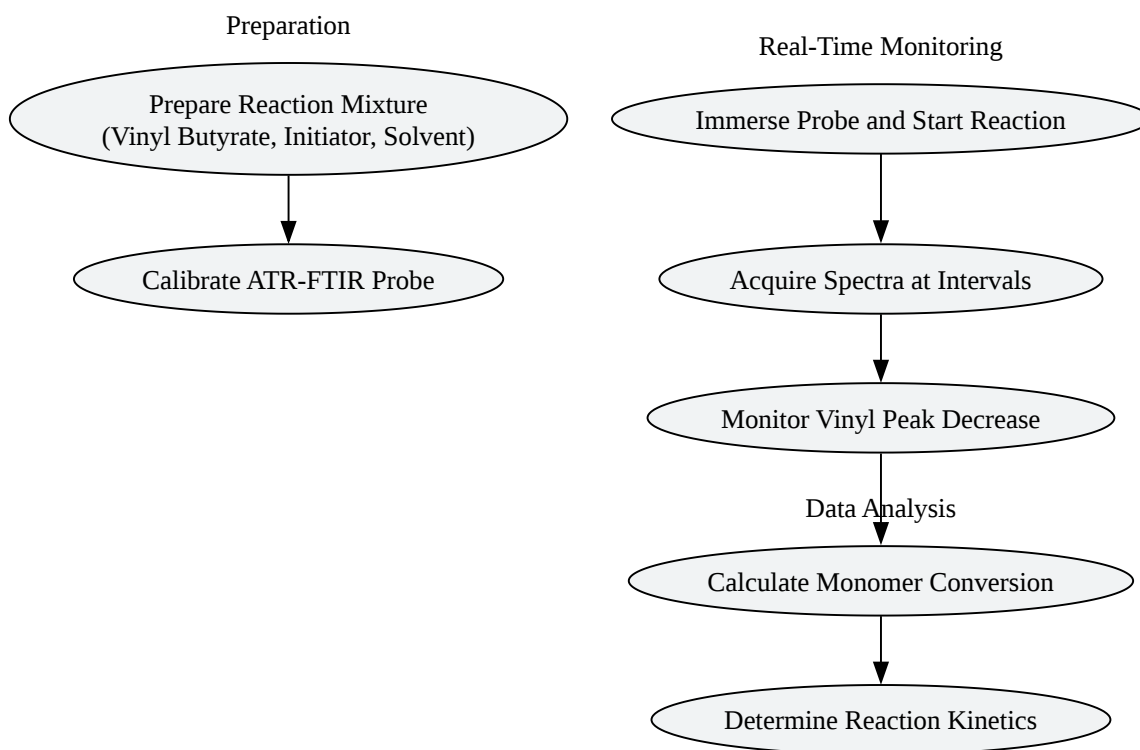 Preparation
Prepare Reaction Mixture
(Vinyl Butyrate, Initiator, Solvent)
Calibrate ATR-FTIR Probe
Real-Time Monitoring
Immerse Probe and Start Reaction
Acquire Spectra at Intervals
Monitor Vinyl Peak Decrease
Data Analysis
Calculate Monomer Conversion
Determine Reaction Kinetics